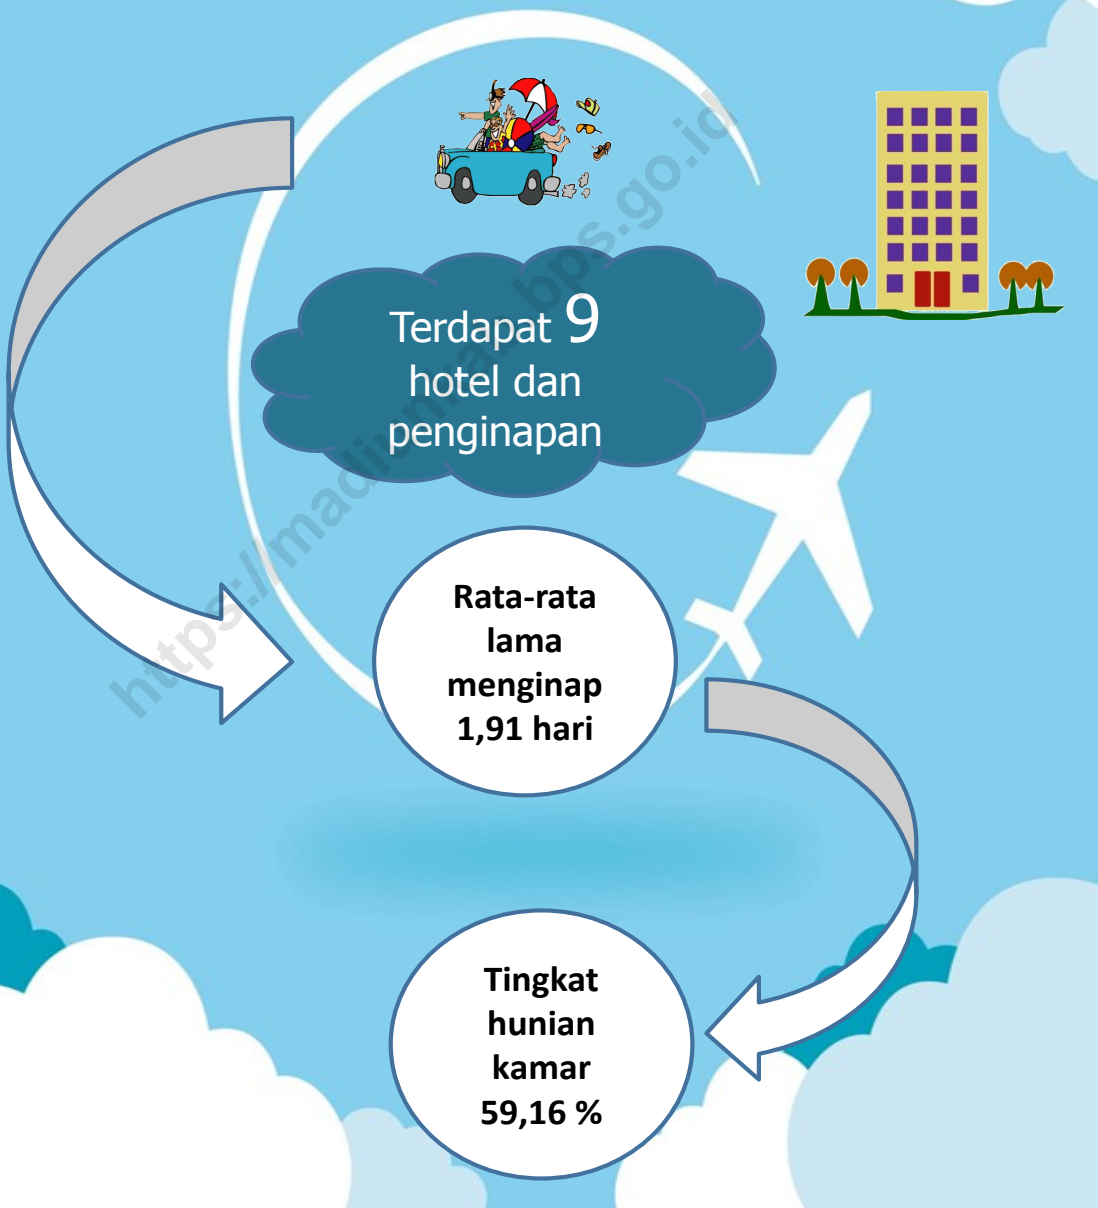 Terdapat 9
hotel dan
penginapan
Rata-rata
lama
menginap
1,91 hari
Tingkat
hunian
kamar
59,16 %